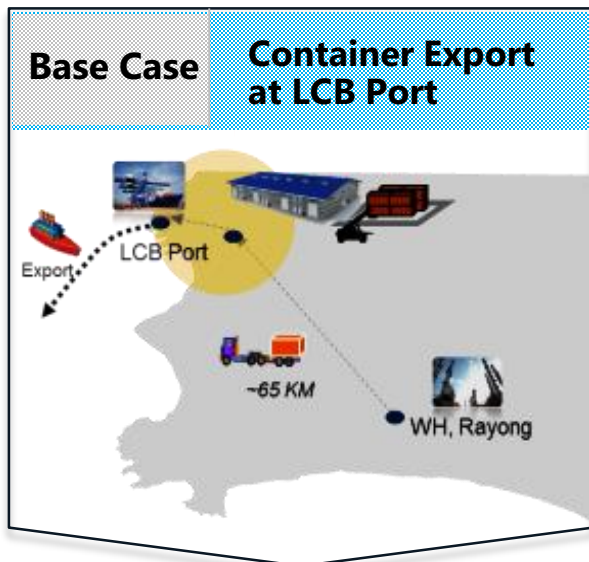 Base Case
Container Export
at LCB Port
LCB Port
Export
~65 KM
WH, Rayong